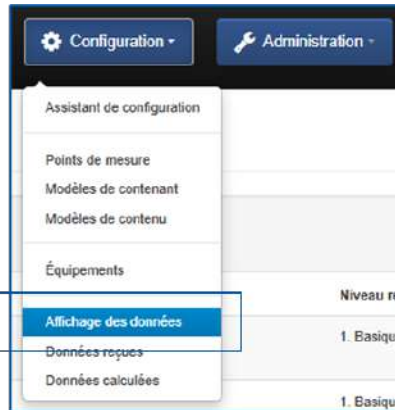 Configuration
Administration
Assistant de configuration
Points de mesure
Modèles de contenant
Modèles de contenu
Équipements
Niveau
Affichage des données
1. Basiqu
Données reçues
Données calculées
1. Basiqu